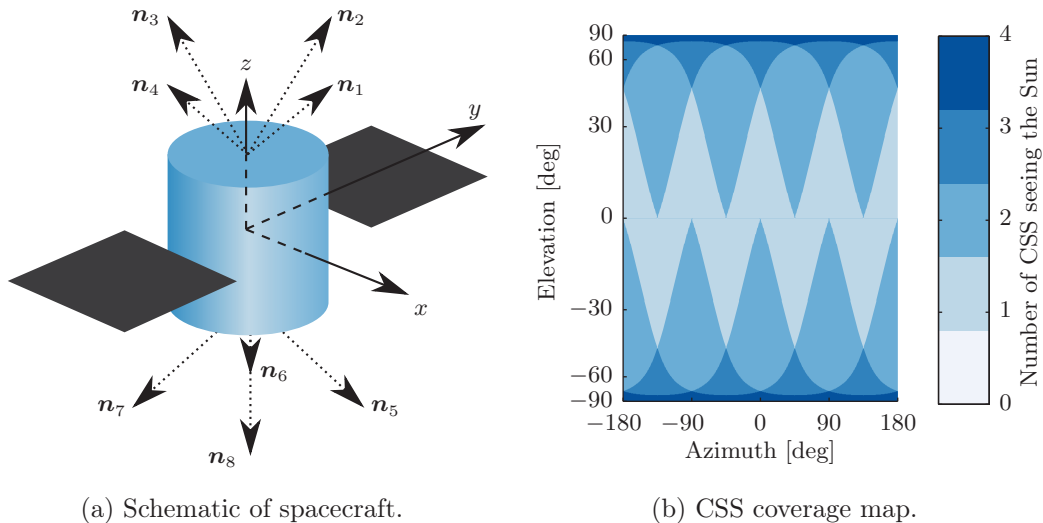 n3
n2
z
n4
n1
y
x
n6
n7
n5
n8
90
60
30
0
−30
−60
−90
Elevation [deg]
−180
−90
0
90
180
Azimuth [deg]
4
3
2
1
0
Number of CSS seeing the Sun
(a) Schematic of spacecraft.
(b) CSS coverage map.